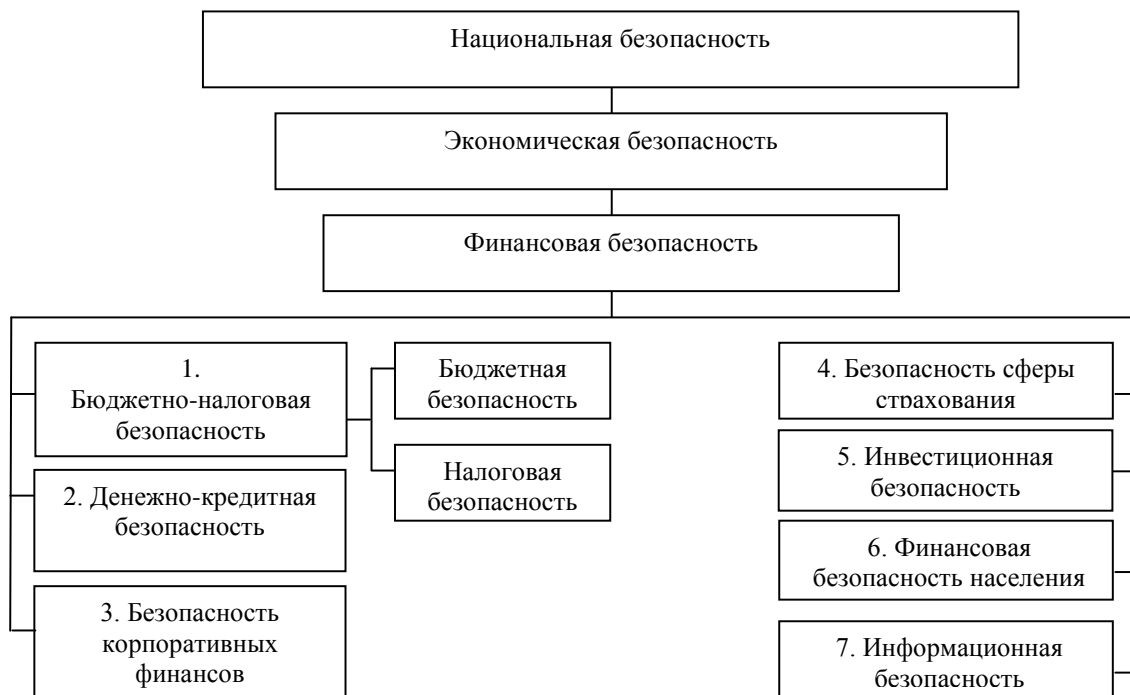 Национальная безопасность
Экономическая безопасность
Финансовая безопасность
1.
Бюджетно-налоговая
безопасность
Бюджетная
безопасность
Налоговая
безопасность
2. Денежно-кредитная
безопасность
3. Безопасность
корпоративных
финансов
4. Безопасность сферы
страхования
5. Инвестиционная
безопасность
6. Финансовая
безопасность населения
7. Информационная
безопасность